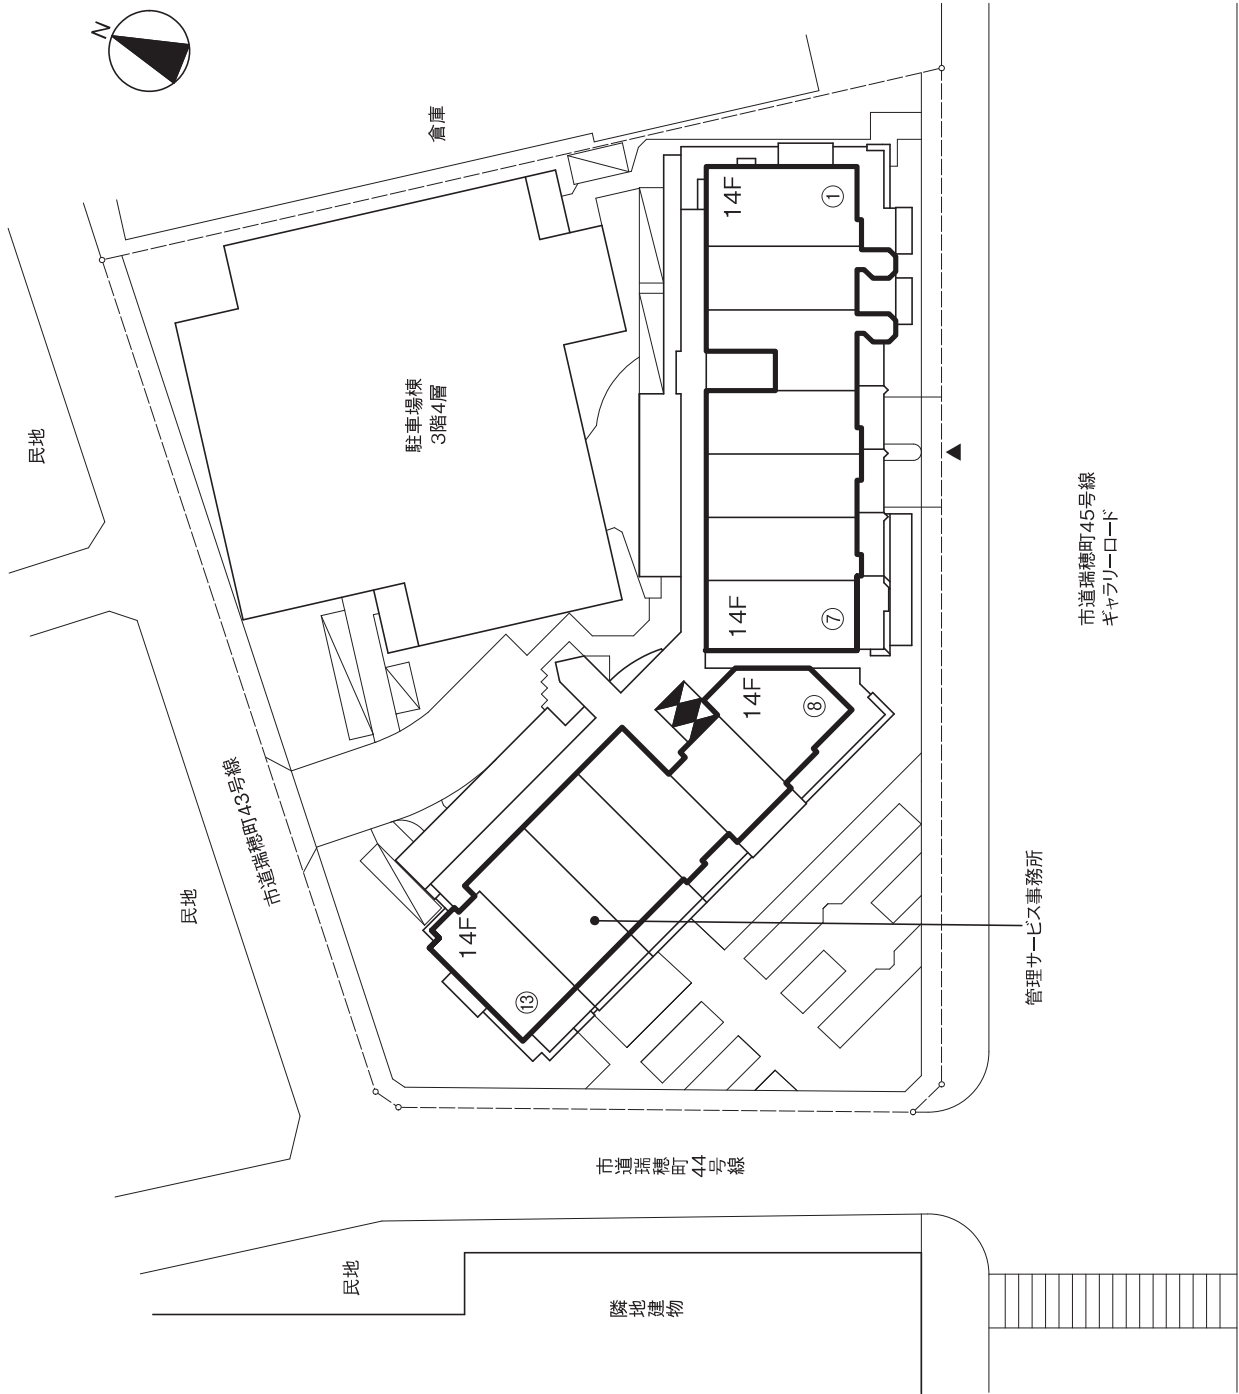 N
倉庫
民地
駐車場棟
3階4層
14F
①
14F
⑦
14F
⑧
14F
⑬
市道瑞穂町43号線
民地
市道瑞穂町45号線
ギャラリーロード
管理サービス事務所
市道瑞穂町44号線
民地
隣地建物